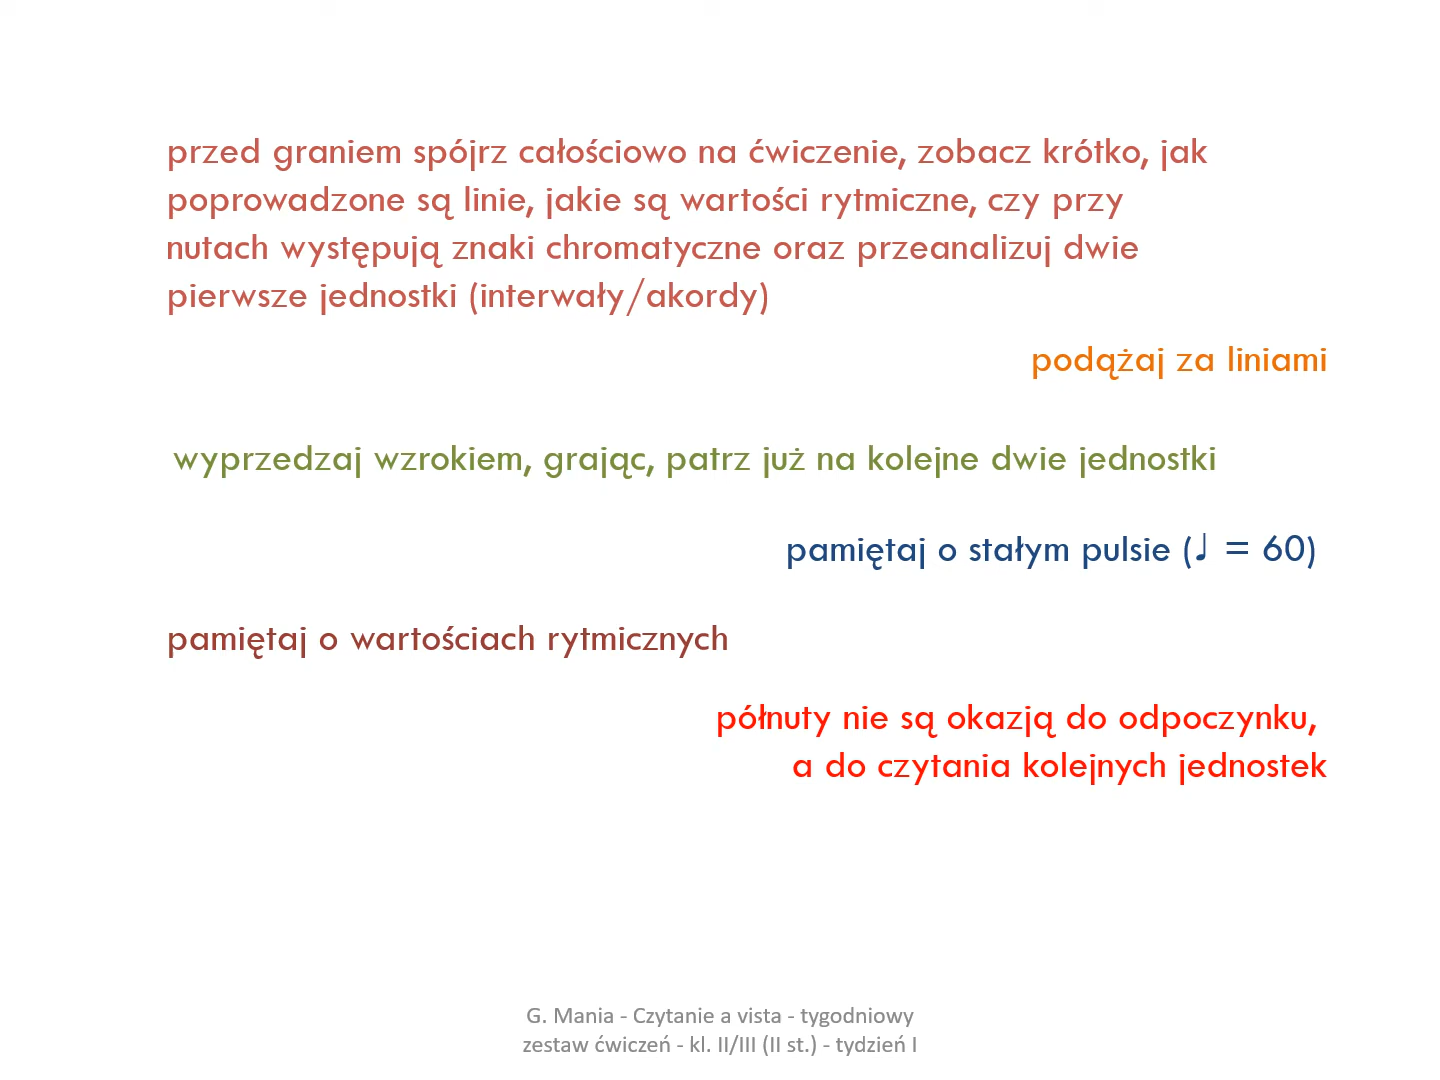 przed graniem spójrz całościowo na ćwiczenie, zobacz krótko, jak
poprowadzone są linie, jakie są wartości rytmiczne, czy przy
nutach występują znaki chromatyczne oraz przeanalizuj dwie
pierwsze jednostki (interwały/akordy)
podążaj za liniami
wyprzedzaj wzrokiem, grając, patrz już na kolejne dwie jednostki
pamiętaj o stałym pulsie (♩ = 60)
pamiętaj o wartościach rytmicznych
półnuty nie są okazją do odpoczynku,
a do czytania kolejnych jednostek
G. Mania - Czytanie a vista - tygodniowy
zestaw ćwiczeń - kl. II/III (II st.) - tydzień I